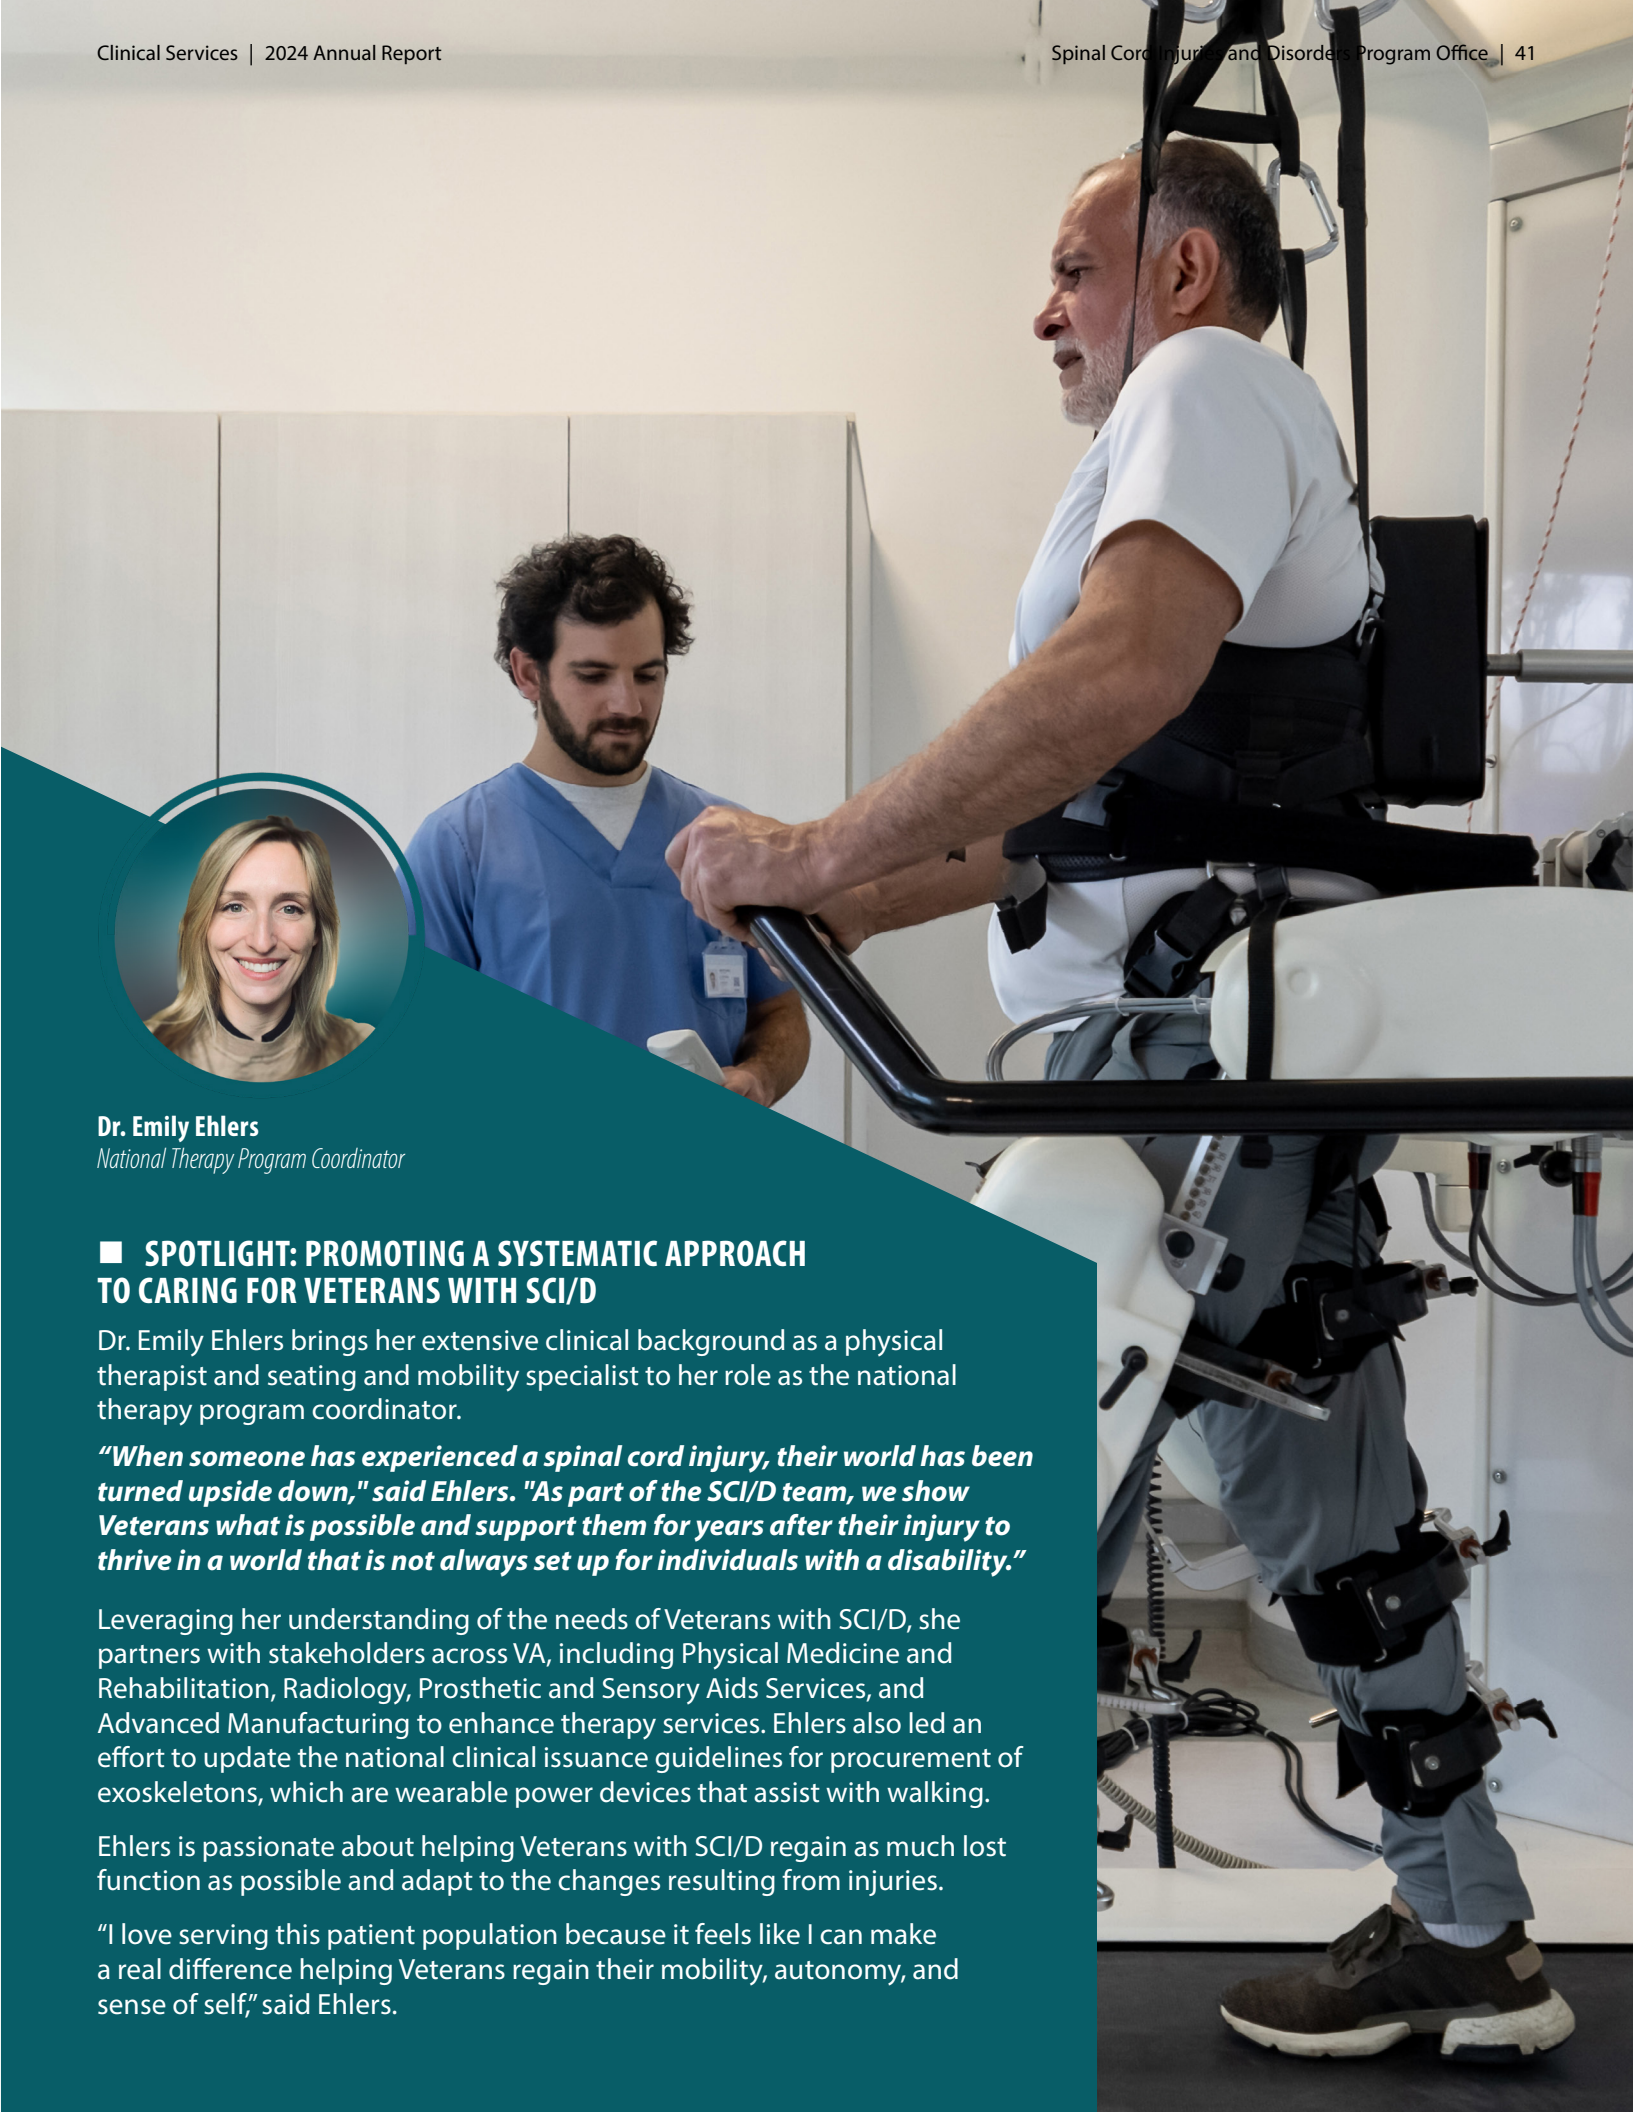 Clinical Services | 2024 Annual Report
Spinal Cord Injuries and Disorders Program Office | 41
Dr. Emily Ehlers
National Therapy Program Coordinator
■ SPOTLIGHT: PROMOTING A SYSTEMATIC APPROACH
TO CARING FOR VETERANS WITH SCI/D
Dr. Emily Ehlers brings her extensive clinical background as a physical
therapist and seating and mobility specialist to her role as the national
therapy program coordinator.
“When someone has experienced a spinal cord injury, their world has been
turned upside down," said Ehlers. "As part of the SCI/D team, we show
Veterans what is possible and support them for years after their injury to
thrive in a world that is not always set up for individuals with a disability.”
Leveraging her understanding of the needs of Veterans with SCI/D, she
partners with stakeholders across VA, including Physical Medicine and
Rehabilitation, Radiology, Prosthetic and Sensory Aids Services, and
Advanced Manufacturing to enhance therapy services. Ehlers also led an
effort to update the national clinical issuance guidelines for procurement of
exoskeletons, which are wearable power devices that assist with walking.
Ehlers is passionate about helping Veterans with SCI/D regain as much lost
function as possible and adapt to the changes resulting from injuries.
“I love serving this patient population because it feels like I can make
a real difference helping Veterans regain their mobility, autonomy, and
sense of self,” said Ehlers.